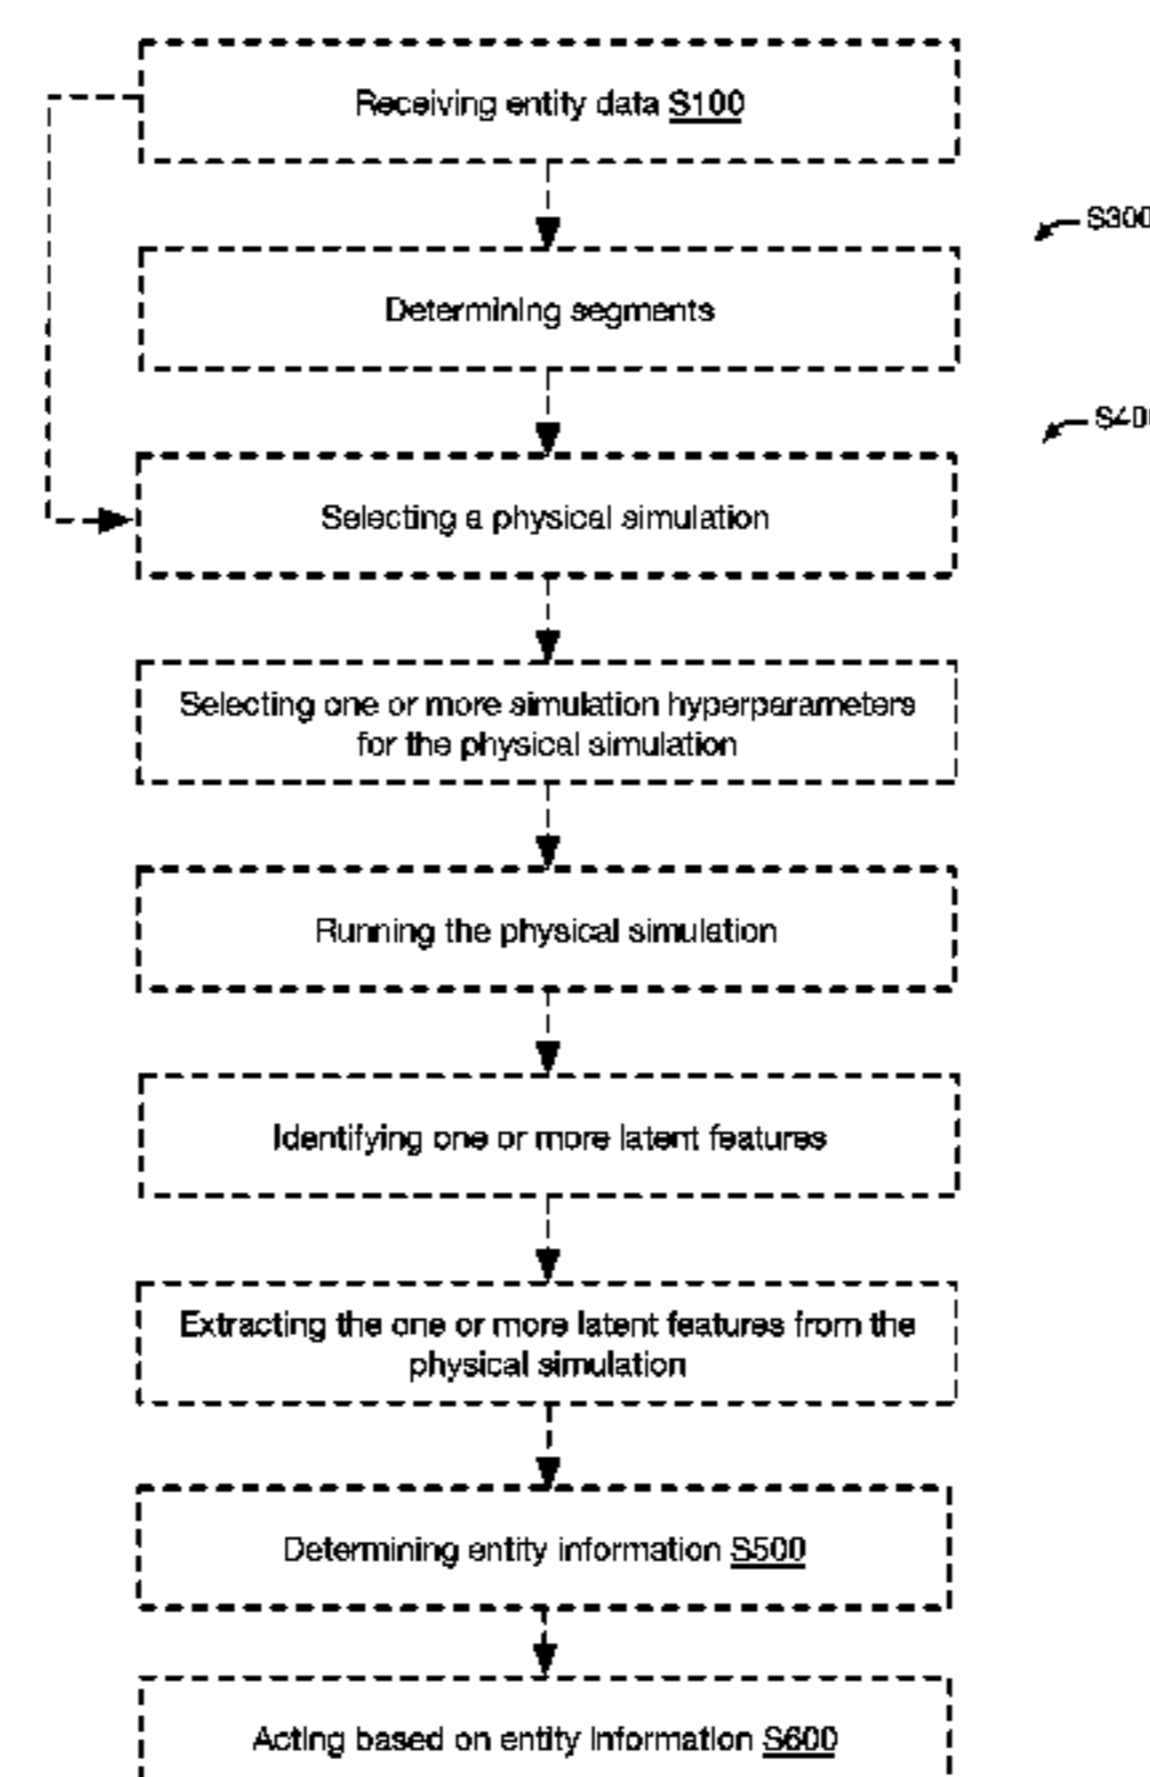 Receiving entity data S100
S300
Determining segments
S40
Selecting a physical simulation
Selecting one or more simulation hyperparameters
for the physical simulation
Running the physical simulation
Identifying one or more latent features
Extracting the one or more latent features from the
physical simulation
Determining entity information S500
Acting based on entity information S600